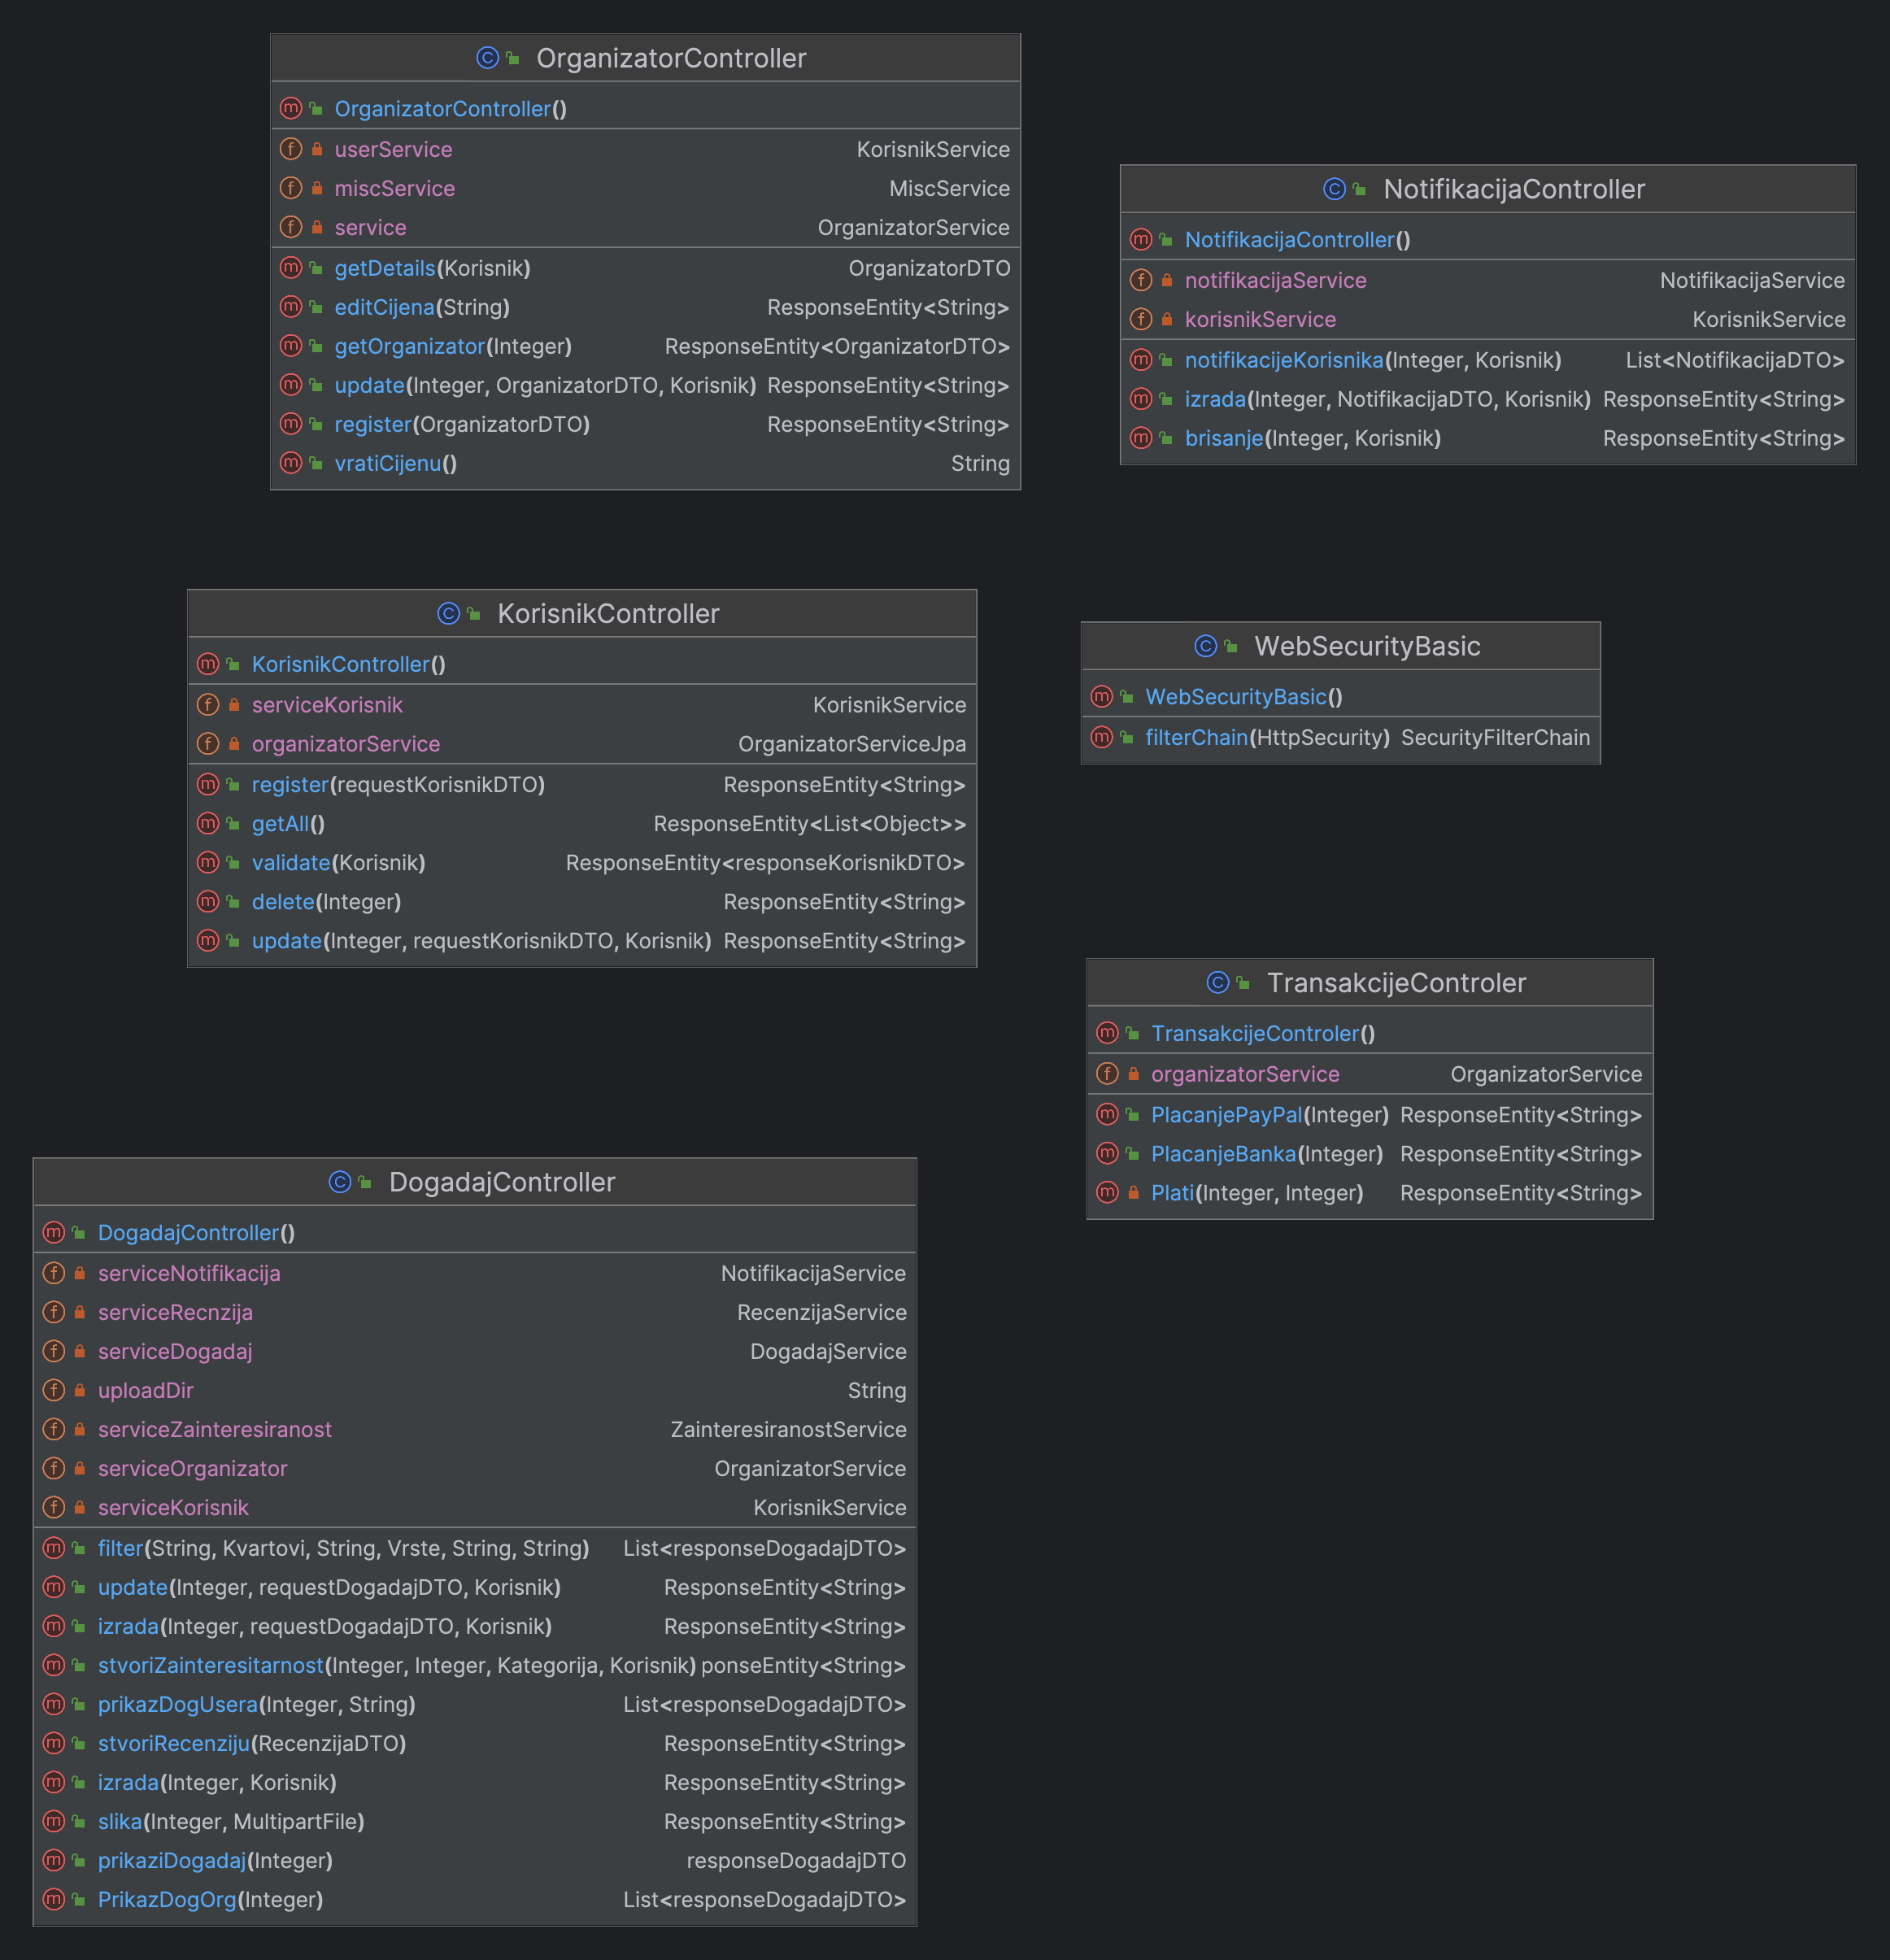 OrganizatorController
OrganizatorController()
userService KorisnikService
miscService MiscService
service OrganizatorService
getDetails(Korisnik) OrganizatorDTO
editCijena(String) ResponseEntity<String>
getOrganizator(Integer) ResponseEntity<OrganizatorDTO>
update(Integer, OrganizatorDTO, Korisnik) ResponseEntity<String>
register(OrganizatorDTO) ResponseEntity<String>
vratiCijenu() String
NotifikacijaController
NotifikacijaController()
notifikacijaService NotifikacijaService
korisnikService KorisnikService
notifikacijeKorisnika(Integer, Korisnik) List<NotifikacijaDTO>
izrada(Integer, NotifikacijaDTO, Korisnik) ResponseEntity<String>
brisanje(Integer, Korisnik) ResponseEntity<String>
KorisnikController
KorisnikController()
serviceKorisnik KorisnikService
organizatorService OrganizatorServiceJpa
register(requestKorisnikDTO) ResponseEntity<String>
getAll() ResponseEntity<List<Object>>
validate(Korisnik) ResponseEntity<responseKorisnikDTO>
delete(Integer) ResponseEntity<String>
update(Integer, requestKorisnikDTO, Korisnik) ResponseEntity<String>
WebSecurityBasic
WebSecurityBasic()
filterChain(HttpSecurity) SecurityFilterChain
TransakcijeControler
TransakcijeControler()
organizatorService OrganizatorService
PlacanjePayPal(Integer) ResponseEntity<String>
PlacanjeBanka(Integer) ResponseEntity<String>
Plati(Integer, Integer) ResponseEntity<String>
DogadajController
DogadajController()
serviceNotifikacija NotifikacijaService
serviceRecnzija RecenzijaService
serviceDogadaj DogadajService
uploadDir String
serviceZainteresiranost ZainteresiranostService
serviceOrganizator OrganizatorService
serviceKorisnik KorisnikService
filter(String, Kvartovi, String, Vrste, String, String) List<responseDogadajDTO>
update(Integer, requestDogadajDTO, Korisnik) ResponseEntity<String>
izrada(Integer, requestDogadajDTO, Korisnik) ResponseEntity<String>
stvoriZainteresitarnost(Integer, Integer, Kategorija, Korisnik) ponseEntity<String>
prikazDogUsera(Integer, String) List<responseDogadajDTO>
stvoriRecenziju(RecenzijaDTO) ResponseEntity<String>
izrada(Integer, Korisnik) ResponseEntity<String>
slika(Integer, MultipartFile) ResponseEntity<String>
prikaziDogadaj(Integer) responseDogadajDTO
PrikazDogOrg(Integer) List<responseDogadajDTO>